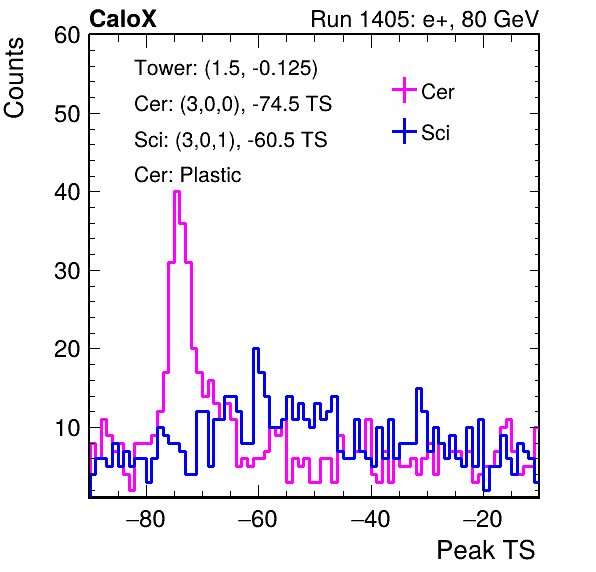 CaloX Run 1405: e+, 80 GeV
Counts
60
50
40
30
20
10
Tower: (1.5, -0.125)
Cer: (3,0,0), -74.5 TS
Sci: (3,0,1), -60.5 TS
Cer: Plastic
Cer
Sci
−80 −60 −40 −20
Peak TS